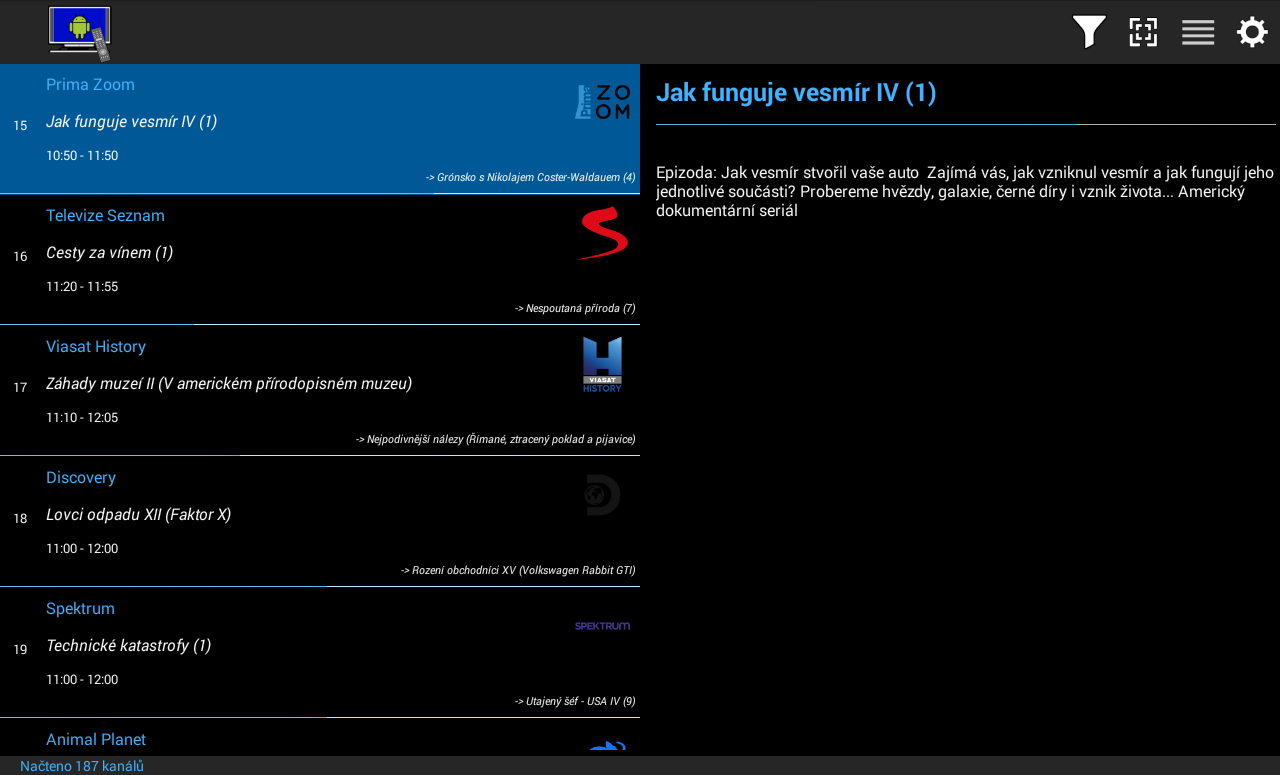 Prima Zoom
Prima ZOOM
15
Jak funguje vesmír IV (1)
10:50 - 11:50
-> Grónsko s Nikolajem Coster-Waldauem (4)
Televize Seznam
16
Cesty za vínem (1)
11:20 - 11:55
-> Nespoutaná příroda (7)
Viasat History
VIASAT
HISTORY
17
Záhady muzeí II (V americkém přírodopisném muzeu)
11:10 - 12:05
-> Nejpodivnější nálezy (Římané, ztracený poklad a pijavice)
Discovery
18
Lovci odpadu XII (Faktor X)
11:00 - 12:00
-> Rození obchodníci XV (Volkswagen Rabbit GTI)
Spektrum
SPEKTRUM
19
Technické katastrofy (1)
11:00 - 12:00
-> Utajený šéf - USA IV (9)
Animal Planet
Načteno 187 kanálů
Jak funguje vesmír IV (1)
Epizoda: Jak vesmír stvořil vaše auto  Zajímá vás, jak vzniknul vesmír a jak fungují jeho
jednotlivé součásti? Probereme hvězdy, galaxie, černé díry i vznik života... Americký
dokumentární seriál